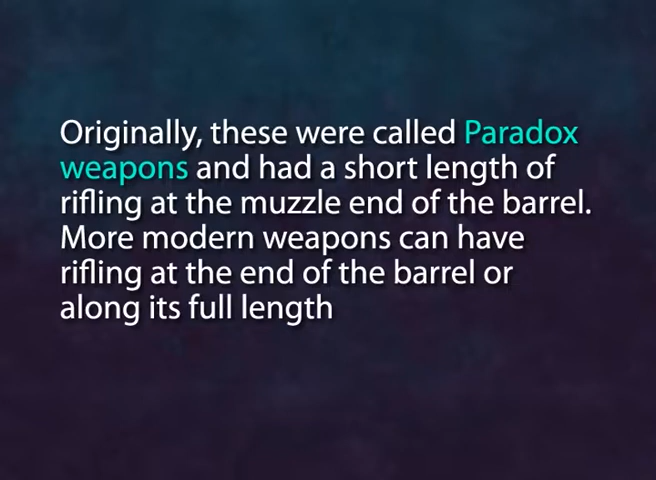 Originally, these were called Paradox
weapons and had a short length of
rifling at the muzzle end of the barrel.
More modern weapons can have
rifling at the end of the barrel or
along its full length